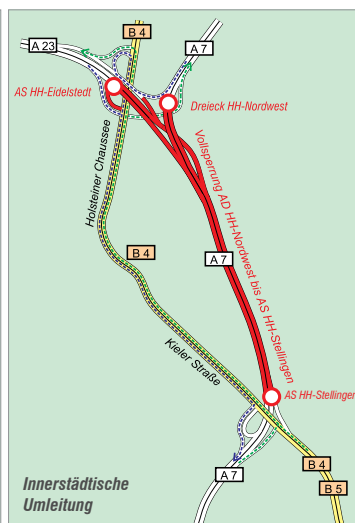 B 4
A 23
A 7
AS HH-Eidelstedt
Dreieck HH-Nordwest
Holsteiner Chaussee
Vollsperrung AD HH-Nordwest bis AS HH-Stellingen
B 4
A 7
Kieler Straße
AS HH-Stellingen
A 7
B 4
B 5
Innerstädtische
Umleitung